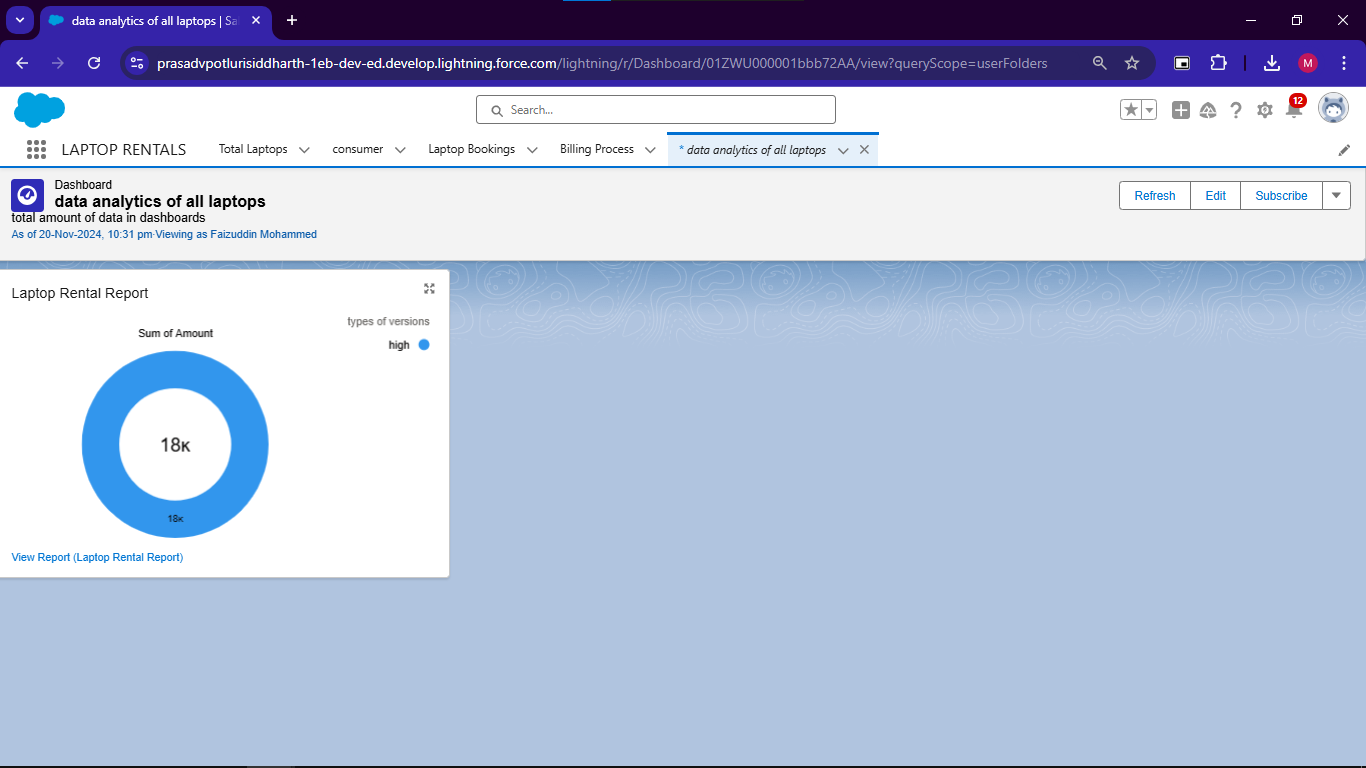 data analytics of all laptops | Sa
prasadvpotlurisiddharth-1eb-dev-ed.develop.lightning.force.com/lightning/r/Dashboard/01ZWU000001bbb72AA/view?queryScope=userFolders
M
Search...
12
LAPTOP RENTALS
Total Laptops
consumer
Laptop Bookings
Billing Process
* data analytics of all laptops
Dashboard
data analytics of all laptops
total amount of data in dashboards
As of 20-Nov-2024, 10:31 pm·Viewing as Faizuddin Mohammed
Refresh
Edit
Subscribe
Laptop Rental Report
types of versions
high
Sum of Amount
18K
18K
View Report (Laptop Rental Report)